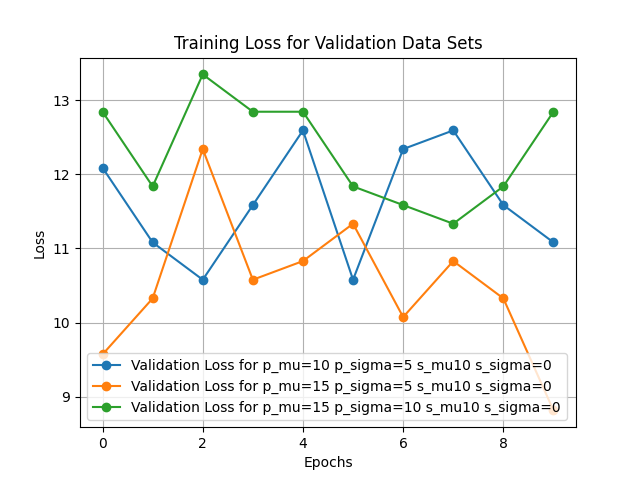 Training Loss for Validation Data Sets
13
12
11
10
9
Loss
Validation Loss for p_mu=10 p_sigma=5 s_mu10 s_sigma=0
Validation Loss for p_mu=15 p_sigma=5 s_mu10 s_sigma=0
Validation Loss for p_mu=15 p_sigma=10 s_mu10 s_sigma=0
0 2 4 6 8
Epochs